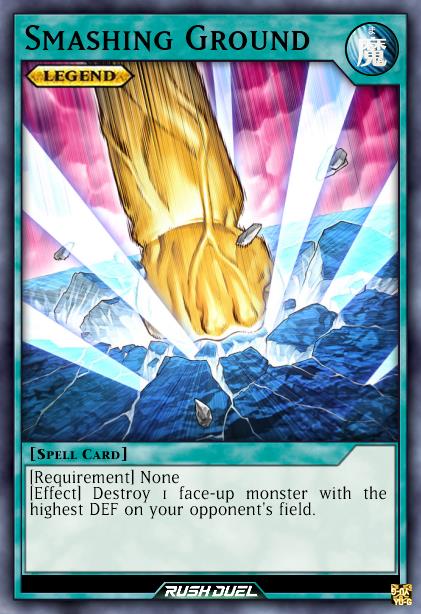 Smashing Ground
ま
魔
LEGEND
[Spell Card]
[Requirement] None
[Effect] Destroy 1 face-up monster with the
highest DEF on your opponent's field.
RUSH DUEL